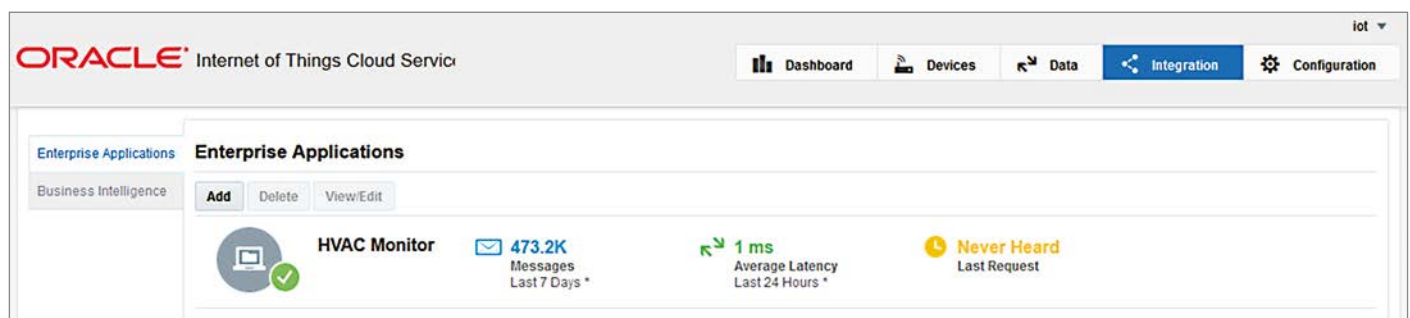 iot
ORACLE Internet of Things Cloud Servic
Dashboard Devices Data Integration Configuration
Enterprise Applications
Business Intelligence
Enterprise Applications
Add Delete View/Edit
HVAC Monitor
473.2K
Messages
Last 7 Days *
1 ms
Average Latency
Last 24 Hours *
Never Heard
Last Request